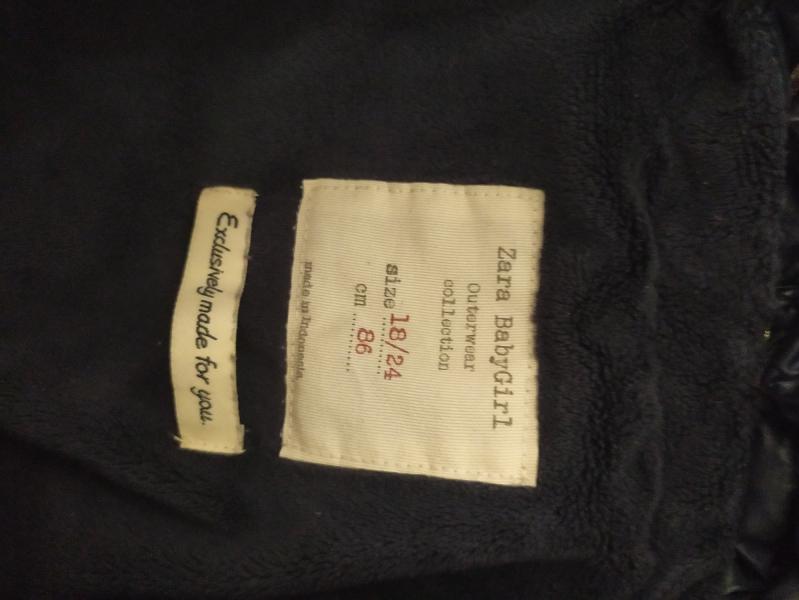 Zara BabyGirl
Outerwear
collection
size 18/24
cm 86
made in Indonesia
Exclusively made for you.